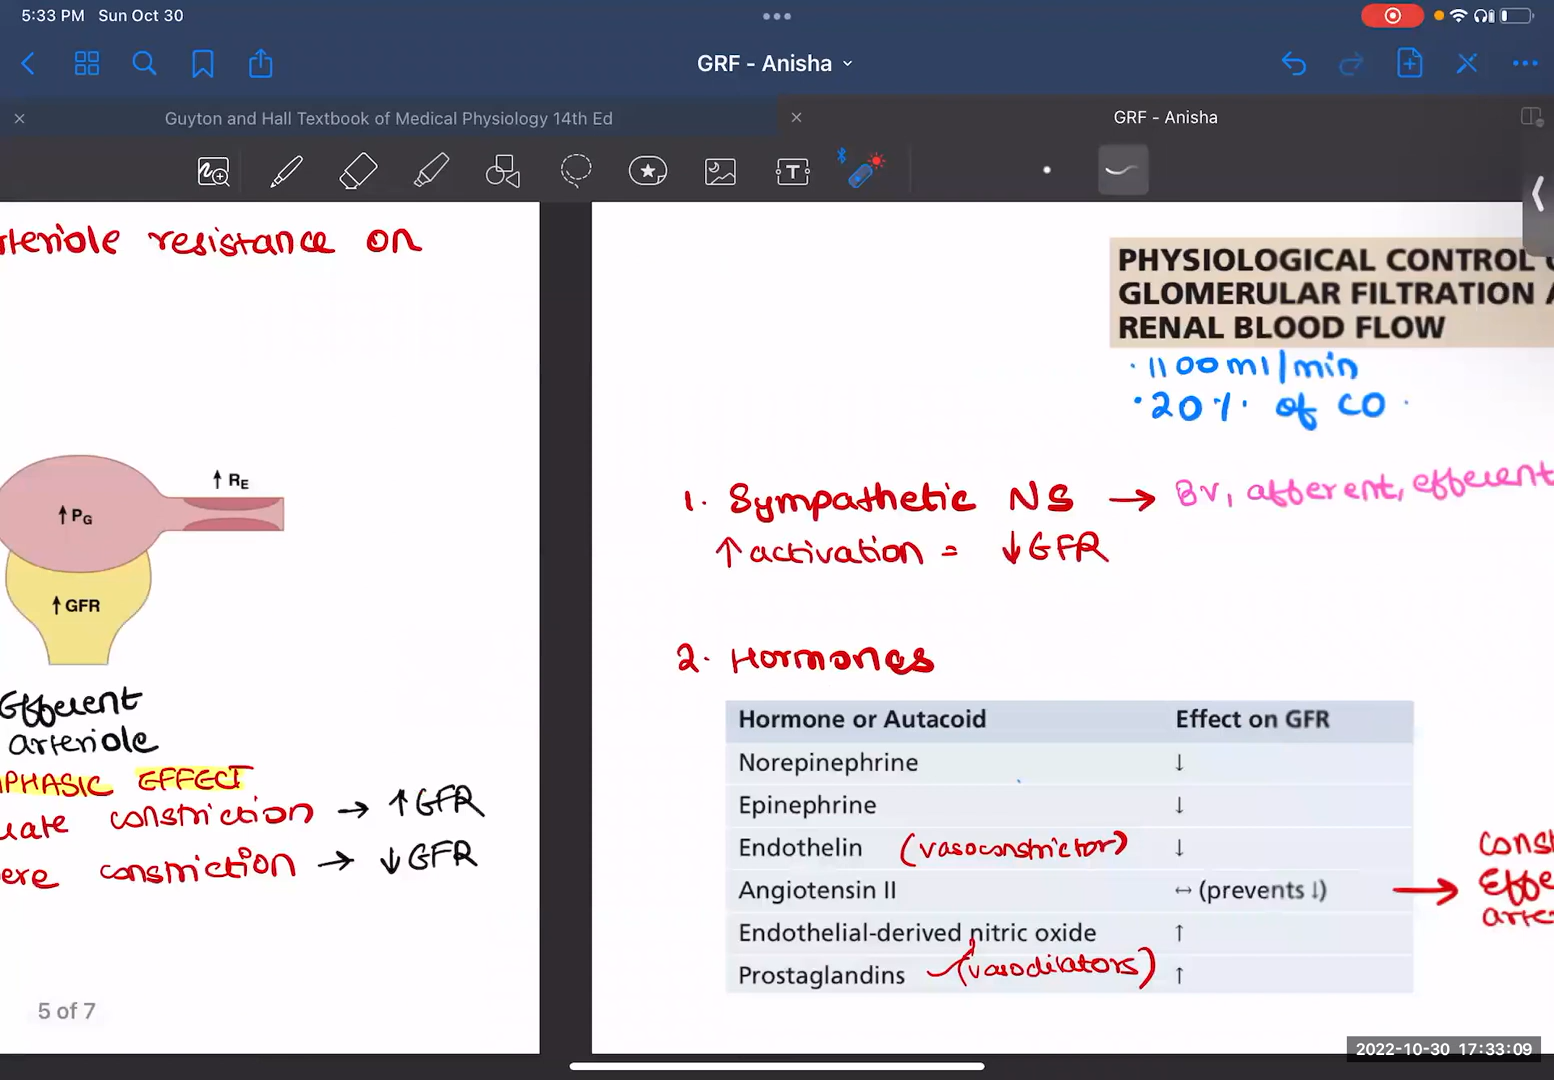 5:33 PM Sun Oct 30
GRF - Anisha
Guyton and Hall Textbook of Medical Physiology 14th Ed
GRF - Anisha
resistance on
↑ RE
↑ PG
↑ GFR
Efferent
arteriole
EFFECT
constriction → ↑ GFR
constriction → ↓ GFR
5 of 7
PHYSIOLOGICAL CONTROL
GLOMERULAR FILTRATION
RENAL BLOOD FLOW
· 1100 ml/min
· 20% of CO
1. Sympathetic NS → BV, afferent, efferent
↑ activation = ↓ GFR
2. Hormones
Hormone or Autacoid Effect on GFR
Norepinephrine ↓
Epinephrine ↓
Endothelin (vasoconstrictor) ↓
Angiotensin II ↔ (prevents ↓) →
Endothelial-derived nitric oxide ↑
Prostaglandins (vasodilators) ↑
2022-10-30 17:33:09